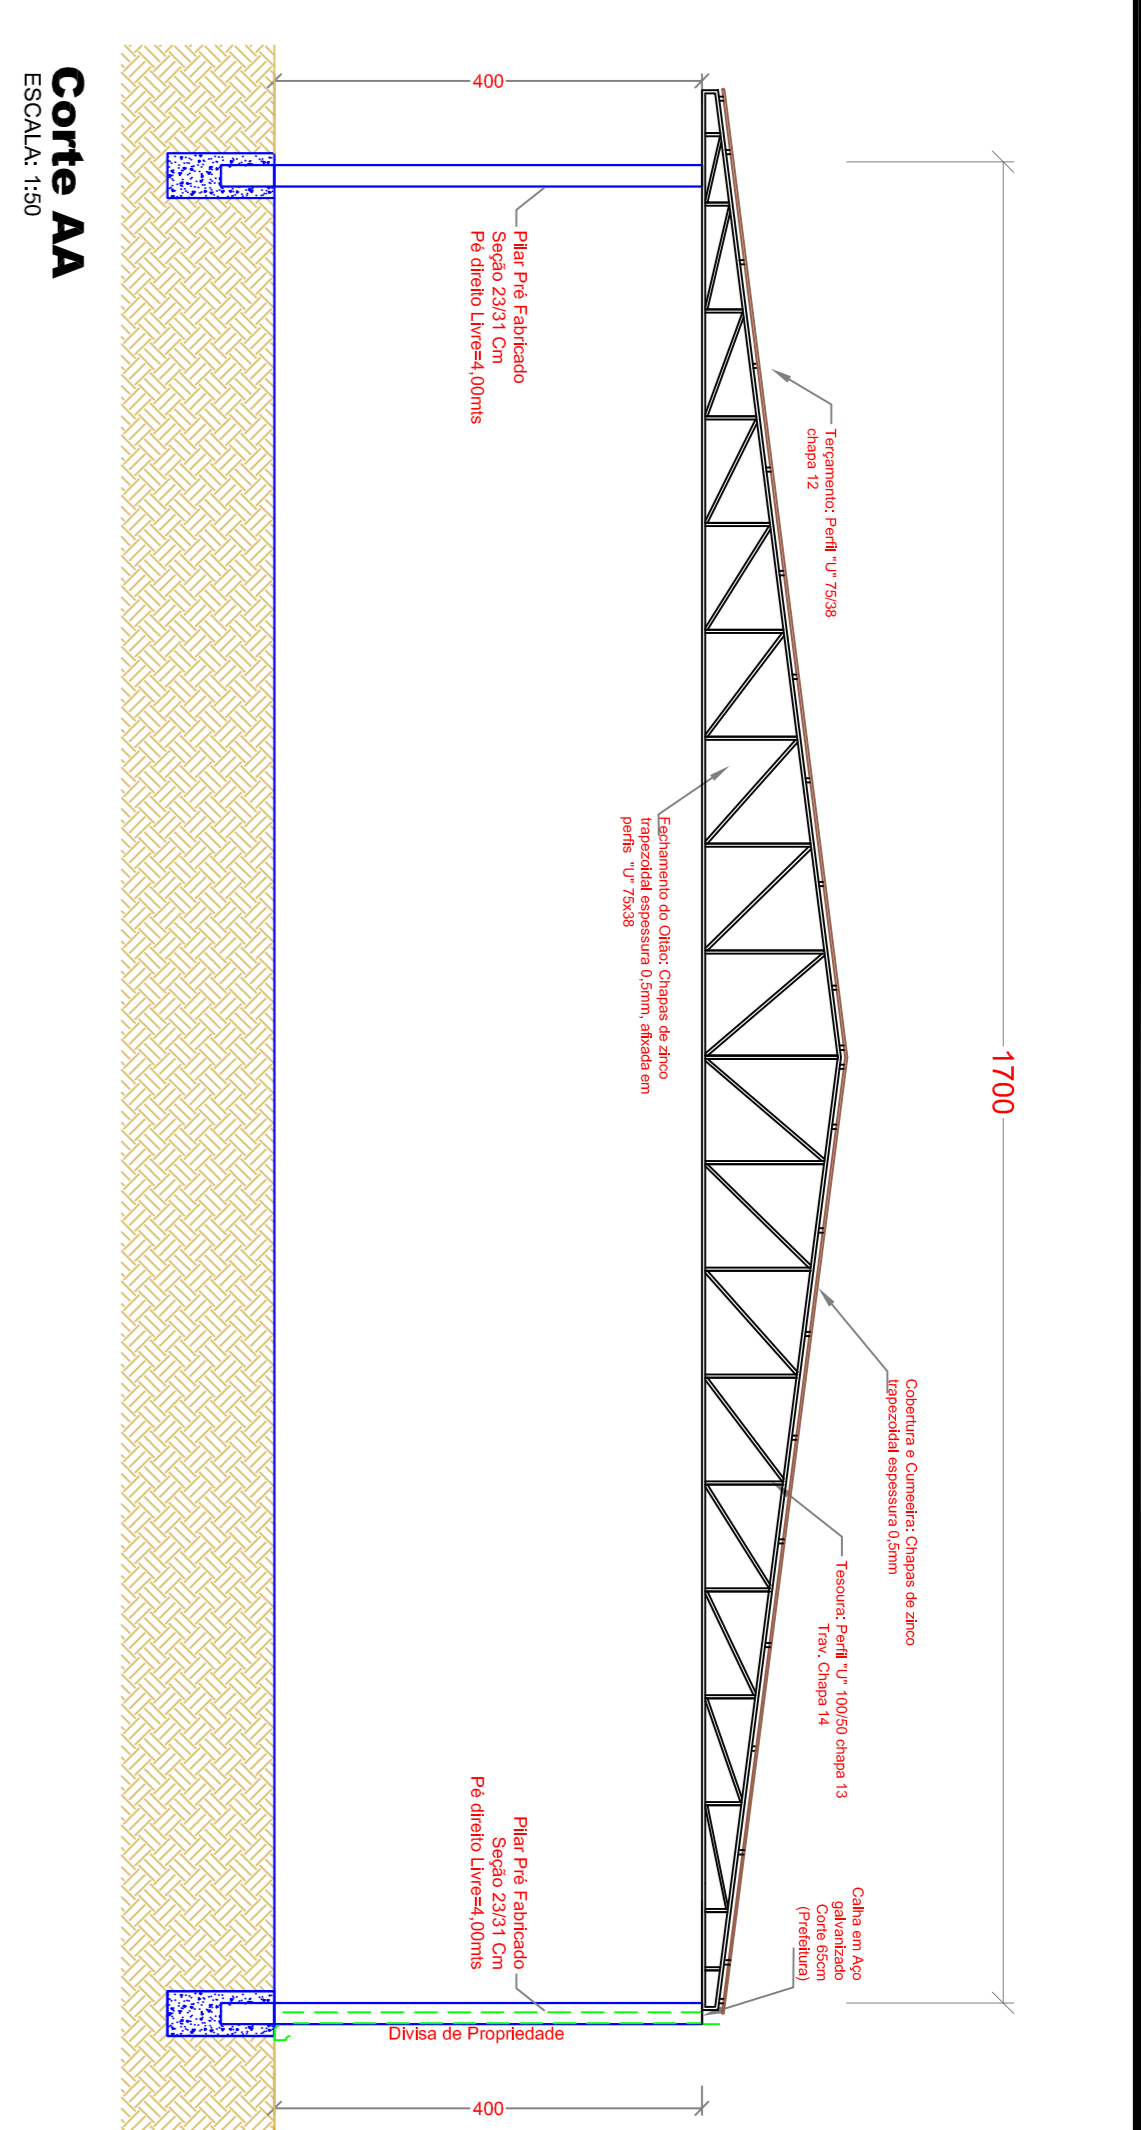 1700
Cobertura e Cumeeira: Chapas de zinco
trapezoidal espessura 0,5mm
Terçamento: Perfil "U" 75/38
chapa 12
Tesoura: Perfil "U" 100/50 chapa 13
Trav. Chapa 14
Calha em Aço
galvanizado
Corte 65cm
(Prefeitura)
Fechamento do Oitão: Chapas de zinco
trapezoidal espessura 0,5mm, afixada em
perfis "U" 75x38
400
Pilar Pré Fabricado
Seção 23/31 Cm
Pé direito Livre=4,00mts
Pilar Pré Fabricado
Seção 23/31 Cm
Pé direito Livre=4,00mts
Divisa de Propriedade
400
Corte AA
ESCALA: 1:50